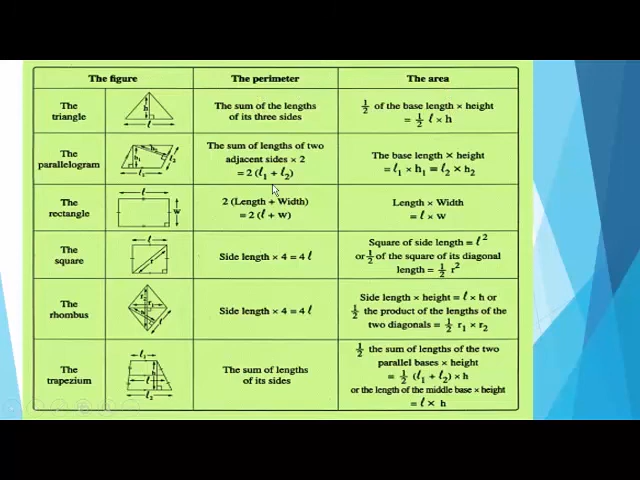 The figure The perimeter The area
The
triangle
h
ℓ
The sum of the lengths
of its three sides
1/2 of the base length × height
= 1/2 ℓ × h
The
parallelogram
h₁
ℓ₂
ℓ₁
The sum of lengths of two
adjacent sides × 2
= 2 (ℓ₁ + ℓ₂)
The base length × height
= ℓ₁ × h₁ = ℓ₂ × h₂
The
rectangle
ℓ
w
2 (Length + Width)
= 2 (ℓ + w)
Length × Width
= ℓ × w
The
square
ℓ
r
Side length × 4 = 4 ℓ
Square of side length = ℓ²
or 1/2 of the square of its diagonal
length = 1/2 r²
The
rhombus
ℓ
Side length × 4 = 4 ℓ
Side length × height = ℓ × h or
1/2 the product of the lengths of the
two diagonals = 1/2 r₁ × r₂
The
trapezium
ℓ₁
ℓ
h
ℓ₂
The sum of lengths
of its sides
1/2 the sum of lengths of the two
parallel bases × height
= 1/2 (ℓ₁ + ℓ₂) × h
or the length of the middle base × height
= ℓ × h